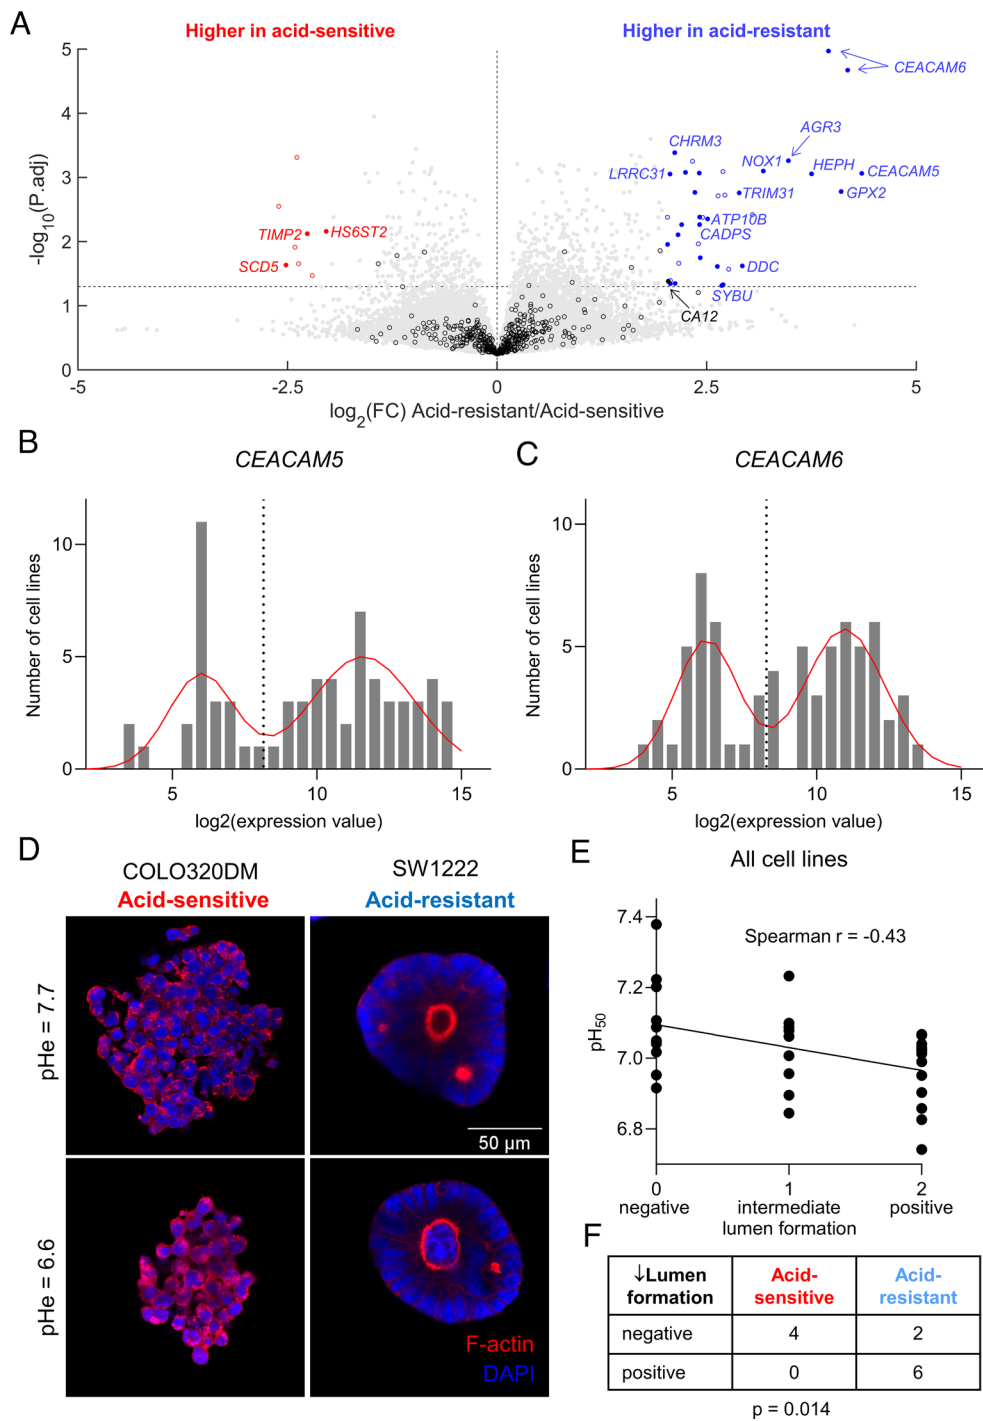 A
Higher in acid-sensitive
Higher in acid-resistant
-log10(P.adj)
5
4
3
2
1
0
-5
-2.5
0
2.5
5
log2(FC) Acid-resistant/Acid-sensitive
CEACAM6
AGR3
CHRM3
NOX1
HEPH
CEACAM5
LRRC31
TRIM31
GPX2
TIMP2
HS6ST2
ATP10B
CADPS
SCD5
DDC
SYBU
CA12
B
CEACAM5
Number of cell lines
10
5
0
5
10
15
log2(expression value)
C
CEACAM6
Number of cell lines
10
5
0
5
10
15
log2(expression value)
D
COLO320DM
Acid-sensitive
SW1222
Acid-resistant
pHe = 7.7
50 µm
pHe = 6.6
F-actin
DAPI
E
All cell lines
Spearman r = -0.43
pH50
7.4
7.2
7.0
6.8
0
1
2
negative
intermediate
positive
lumen formation
F
↓Lumen formation
Acid-sensitive
Acid-resistant
negative
4
2
positive
0
6
p = 0.014